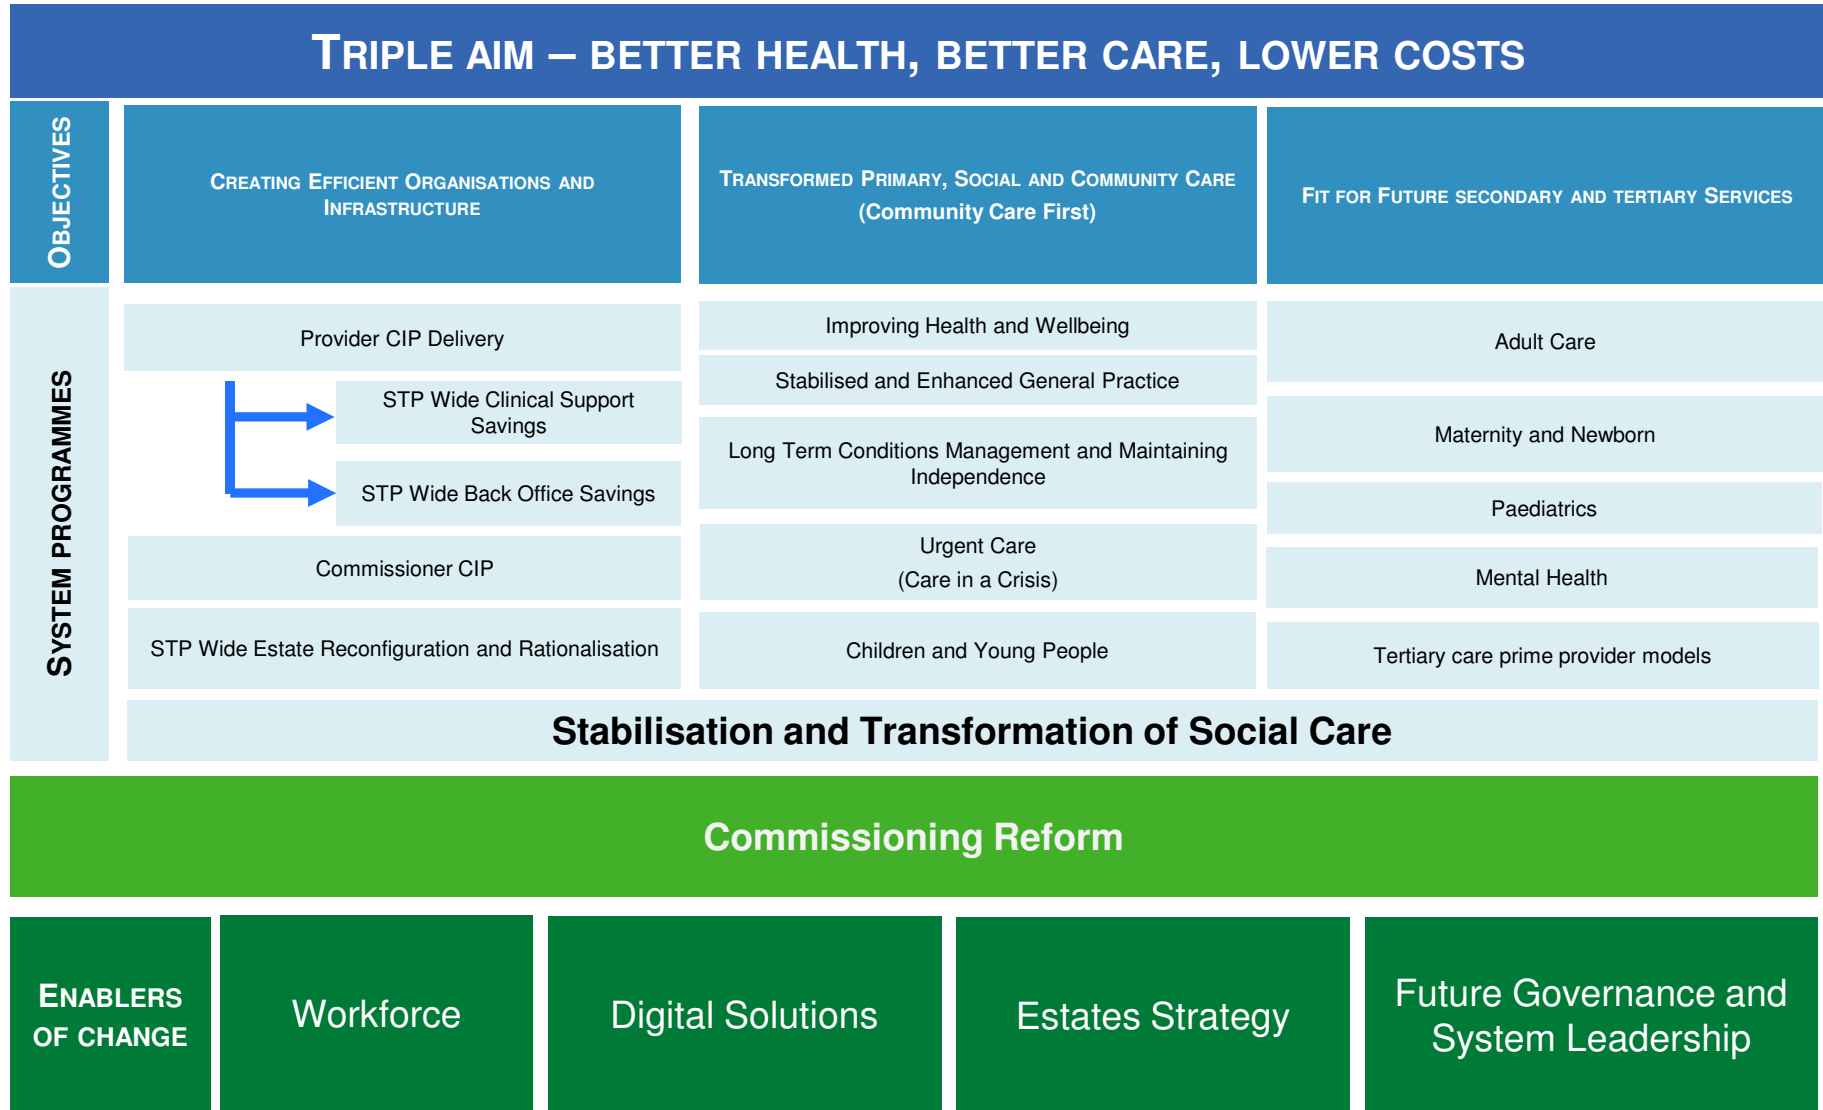 TRIPLE AIM – BETTER HEALTH, BETTER CARE, LOWER COSTS
OBJECTIVES
CREATING EFFICIENT ORGANISATIONS AND
INFRASTRUCTURE
TRANSFORMED PRIMARY, SOCIAL AND COMMUNITY CARE
(Community Care First)
FIT FOR FUTURE SECONDARY AND TERTIARY SERVICES
SYSTEM PROGRAMMES
Provider CIP Delivery
STP Wide Clinical Support
Savings
STP Wide Back Office Savings
Commissioner CIP
STP Wide Estate Reconfiguration and Rationalisation
Improving Health and Wellbeing
Stabilised and Enhanced General Practice
Long Term Conditions Management and Maintaining
Independence
Urgent Care
(Care in a Crisis)
Children and Young People
Adult Care
Maternity and Newborn
Paediatrics
Mental Health
Tertiary care prime provider models
Stabilisation and Transformation of Social Care
Commissioning Reform
ENABLERS
OF CHANGE
Workforce
Digital Solutions
Estates Strategy
Future Governance and
System Leadership